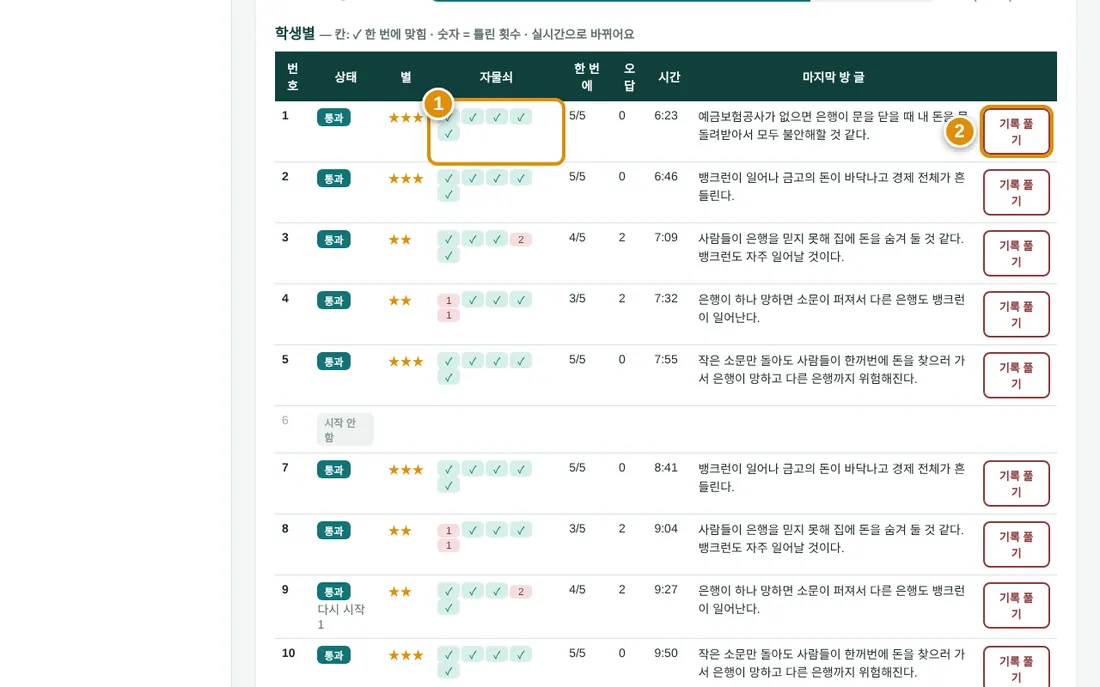 학생별 — 칸: ✓ 한 번에 맞힘 · 숫자 = 틀린 횟수 · 실시간으로 바뀌어요
번호 상태 별 자물쇠 한 번에 오답 시간 마지막 방 글
1 통과 ★★★ ✓ ✓ ✓ ✓ 5/5 0 6:23 예금보험공사가 없으면 은행이 문을 닫을 때 내 돈을 기록 풀기
✓ 돌려받아서 모두 불안해할 것 같다.
1
2
2 통과 ★★★ ✓ ✓ ✓ ✓ 5/5 0 6:46 뱅크런이 일어나 금고의 돈이 바닥나고 경제 전체가 흔 기록 풀기
✓ 들린다.
3 통과 ★★ ✓ ✓ ✓ 2 4/5 2 7:09 사람들이 은행을 믿지 못해 집에 돈을 숨겨 둘 것 같다. 기록 풀기
✓ 뱅크런도 자주 일어날 것이다.
4 통과 ★★ 1 ✓ ✓ ✓ 3/5 2 7:32 은행이 하나 망하면 소문이 퍼져서 다른 은행도 뱅크런 기록 풀기
1 이 일어난다.
5 통과 ★★★ ✓ ✓ ✓ ✓ 5/5 0 7:55 작은 소문만 돌아도 사람들이 한꺼번에 돈을 찾으러 가 기록 풀기
✓ 서 은행이 망하고 다른 은행까지 위험해진다.
6 시작 안 함
7 통과 ★★★ ✓ ✓ ✓ ✓ 5/5 0 8:41 뱅크런이 일어나 금고의 돈이 바닥나고 경제 전체가 흔 기록 풀기
✓ 들린다.
8 통과 ★★ 1 ✓ ✓ ✓ 3/5 2 9:04 사람들이 은행을 믿지 못해 집에 돈을 숨겨 둘 것 같다. 기록 풀기
1 뱅크런도 자주 일어날 것이다.
9 통과 ★★ ✓ ✓ ✓ 2 4/5 2 9:27 은행이 하나 망하면 소문이 퍼져서 다른 은행도 뱅크런 기록 풀기
다시 시작 1 ✓ 이 일어난다.
10 통과 ★★★ ✓ ✓ ✓ ✓ 5/5 0 9:50 작은 소문만 돌아도 사람들이 한꺼번에 돈을 찾으러 가 기록 풀기
✓ 서 은행이 망하고 다른 은행까지 위험해진다.